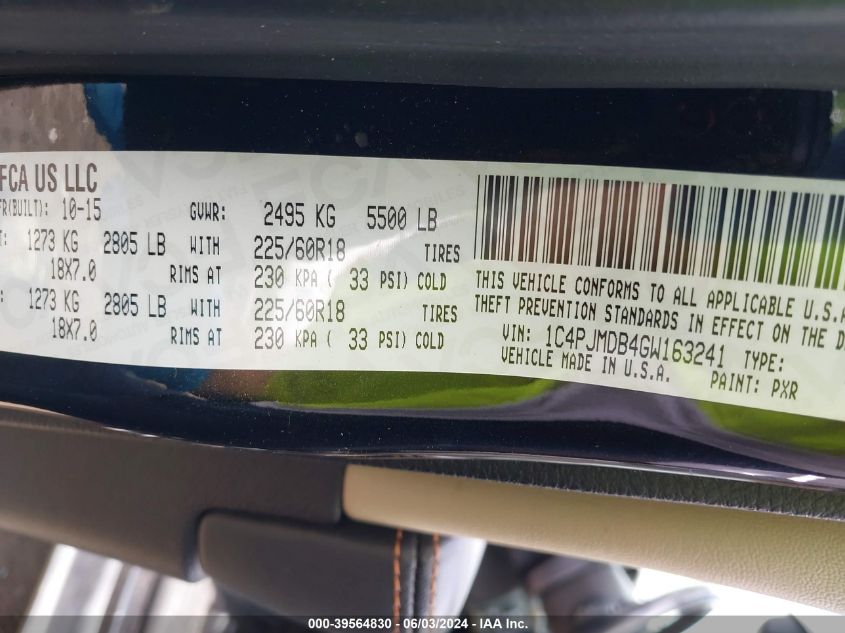 FCA US LLC
FR(BUILT): 10-15 GVWR: 2495 KG 5500 LB
T: 1273 KG 2805 LB WITH 225/60R18 TIRES
18X7.0 RIMS AT 230 KPA ( 33 PSI) COLD
: 1273 KG 2805 LB WITH 225/60R18 TIRES
18X7.0 RIMS AT 230 KPA ( 33 PSI) COLD
THIS VEHICLE CONFORMS TO ALL APPLICABLE U.S.A
THEFT PREVENTION STANDARDS IN EFFECT ON THE D
VIN: 1C4PJMDB4GW163241 TYPE:
VEHICLE MADE IN U.S.A. PAINT: PXR
000-39564830 - 06/03/2024 - IAA Inc.